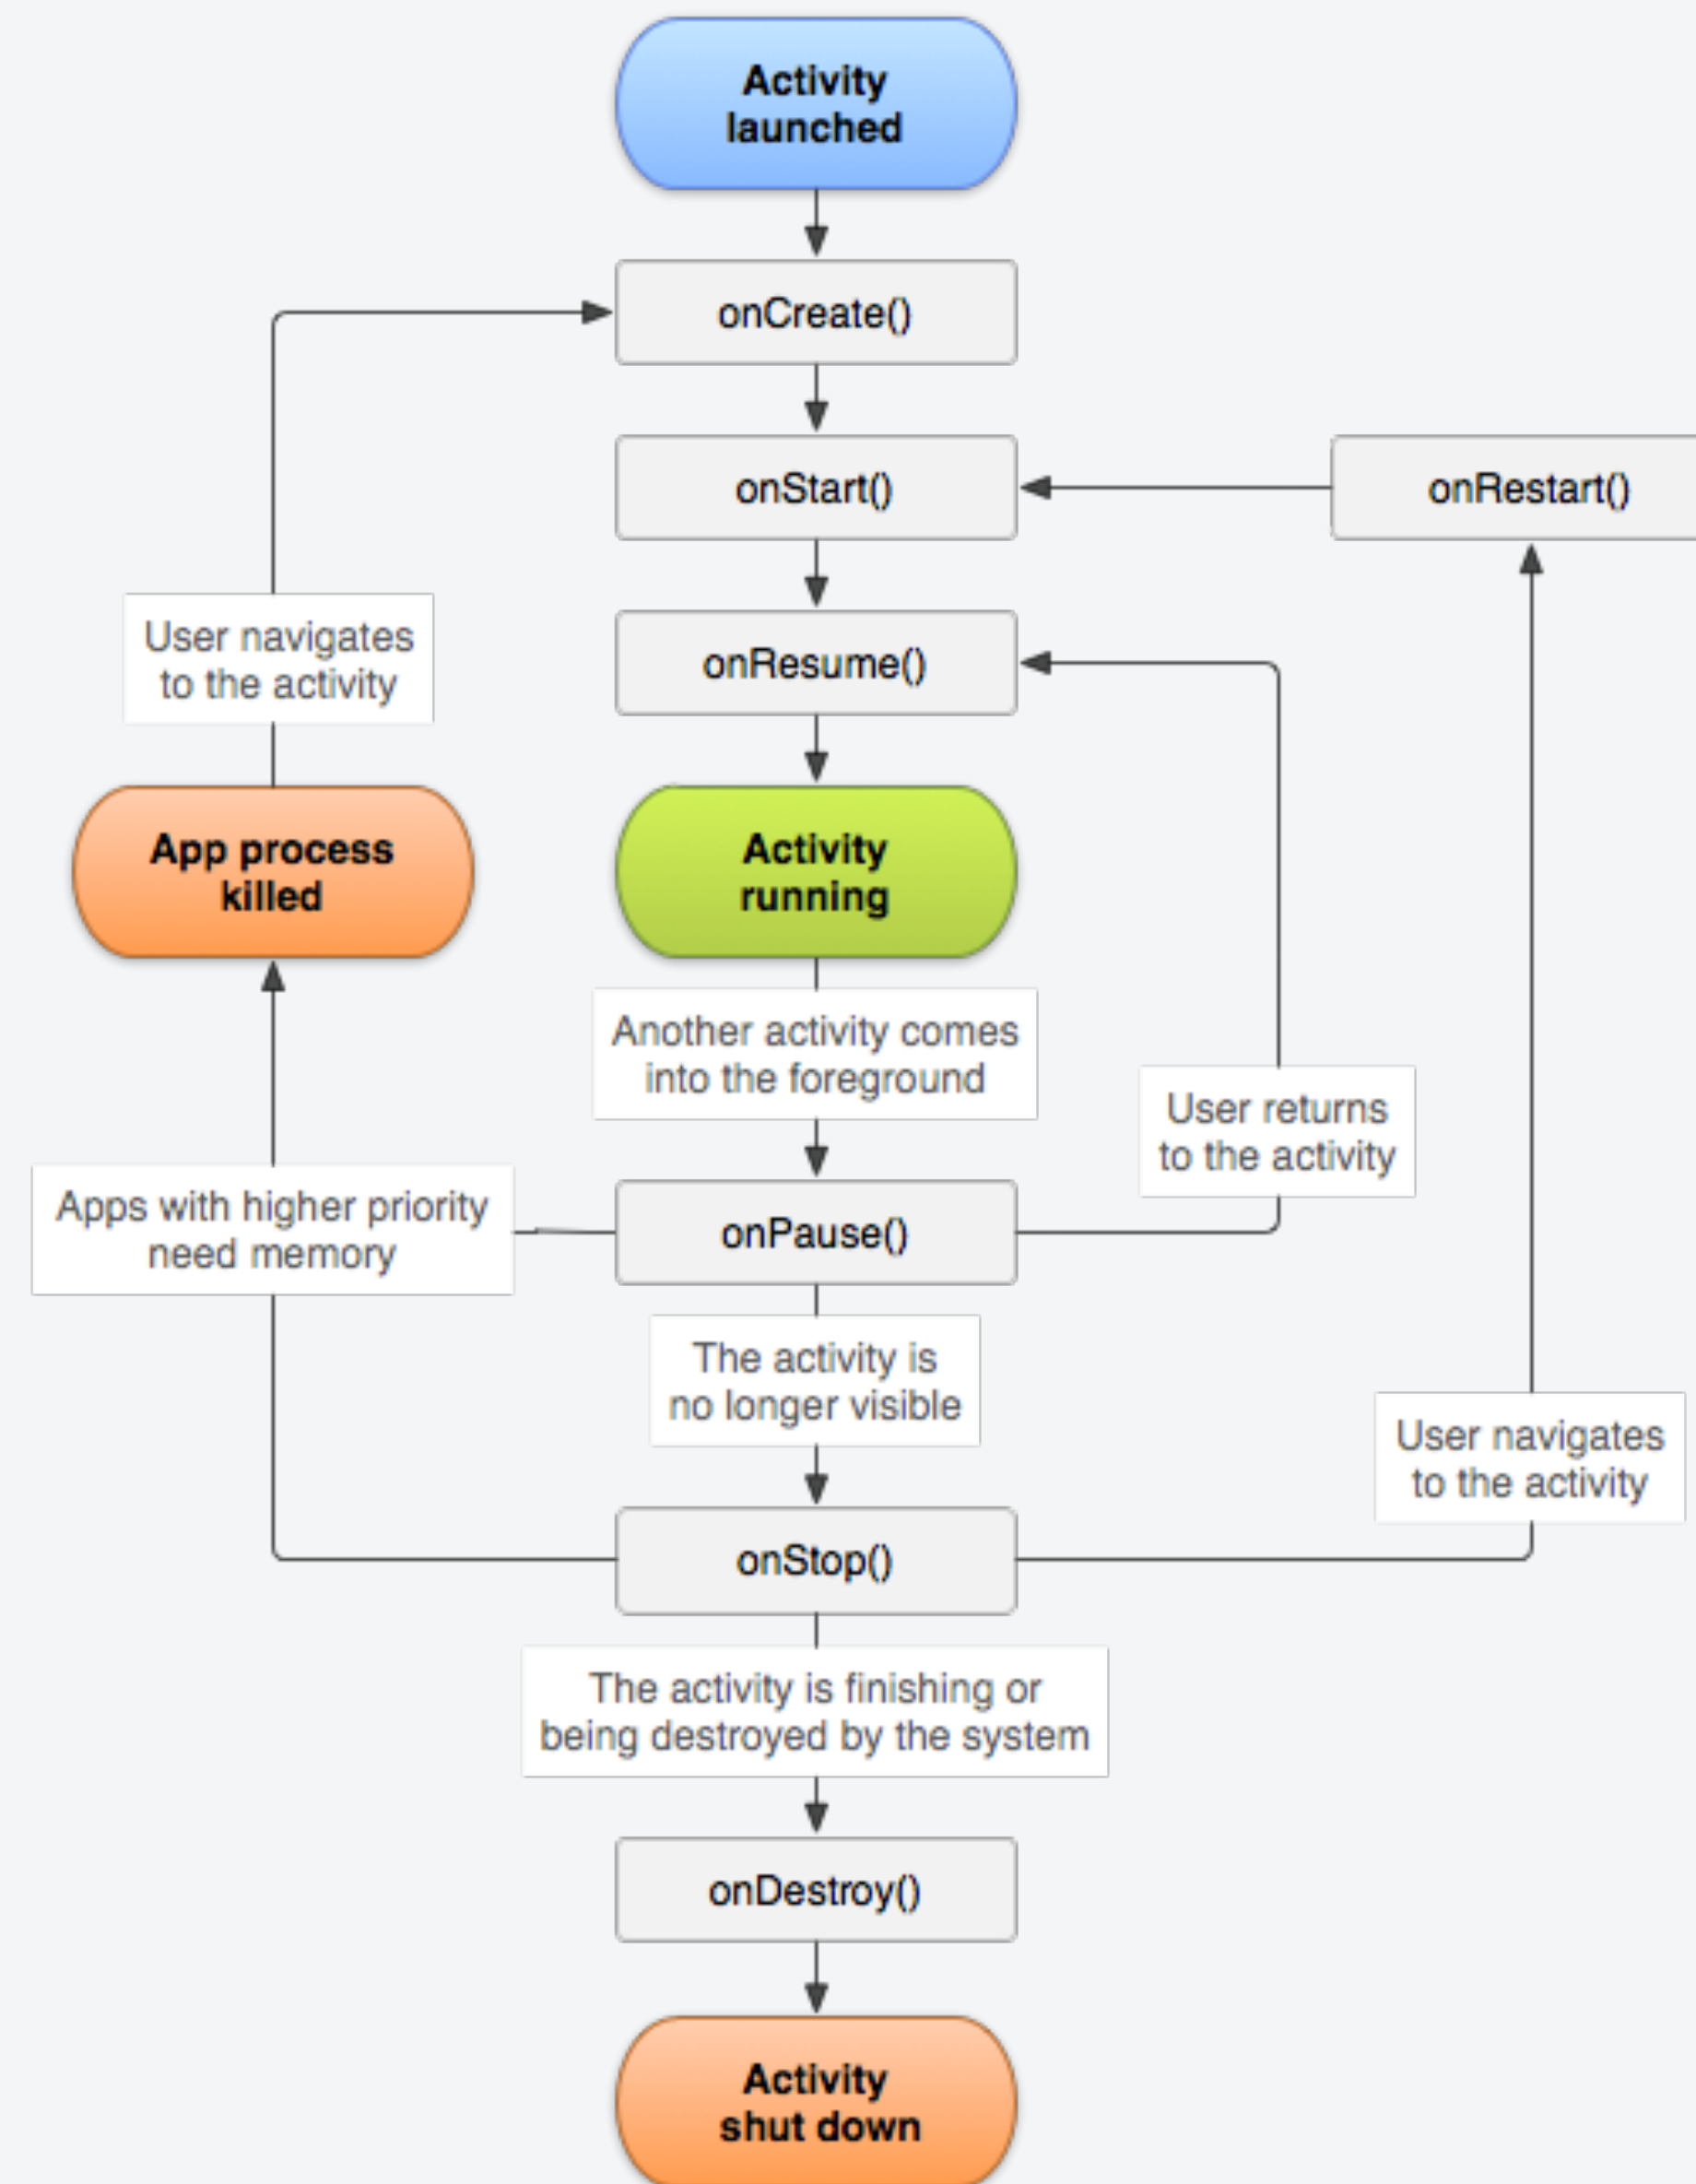 Activity
launched
onCreate()
onStart()
onRestart()
User navigates
to the activity
onResume()
App process
killed
Activity
running
Another activity comes
into the foreground
User returns
to the activity
Apps with higher priority
need memory
onPause()
The activity is
no longer visible
User navigates
to the activity
onStop()
The activity is finishing or
being destroyed by the system
onDestroy()
Activity
shut down